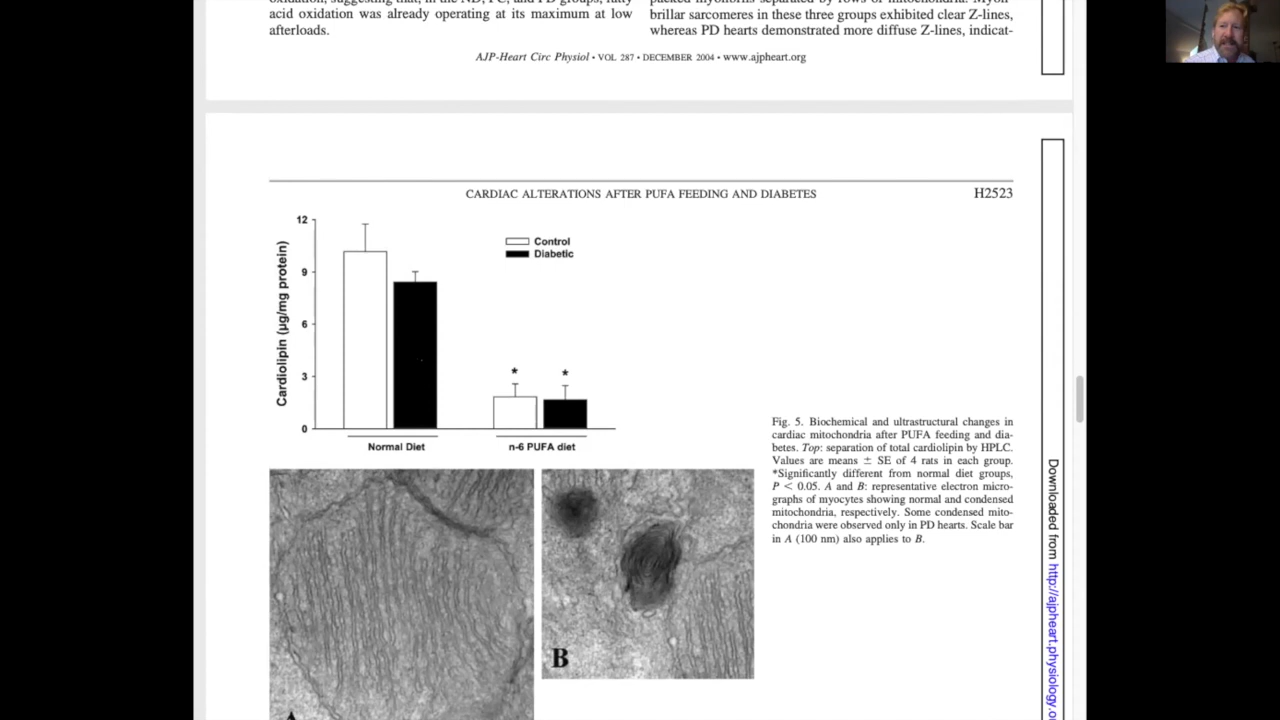 oxidation, suggesting that, in the ND, PC, and PD groups, fatty
acid oxidation was already operating at its maximum at low
afterloads.
packed myofibrils separated by rows of mitochondria. Myofi-
brillar sarcomeres in these three groups exhibited clear Z-lines,
whereas PD hearts demonstrated more diffuse Z-lines, indicat-
AJP-Heart Circ Physiol • VOL 287 • DECEMBER 2004 • www.ajpheart.org
CARDIAC ALTERATIONS AFTER PUFA FEEDING AND DIABETES
H2523
Cardiolipin (µg/mg protein)
12
9
6
3
0
Control
Diabetic
*
*
Normal Diet
n-6 PUFA diet
Fig. 5. Biochemical and ultrastructural changes in
cardiac mitochondria after PUFA feeding and dia-
betes. Top: separation of total cardiolipin by HPLC.
Values are means ± SE of 4 rats in each group.
*Significantly different from normal diet groups,
P < 0.05. A and B: representative electron micro-
graphs of myocytes showing normal and condensed
mitochondria, respectively. Some condensed mito-
chondria were observed only in PD hearts. Scale bar
in A (100 nm) also applies to B.
A
B
Downloaded from http://ajpheart.physiology.o